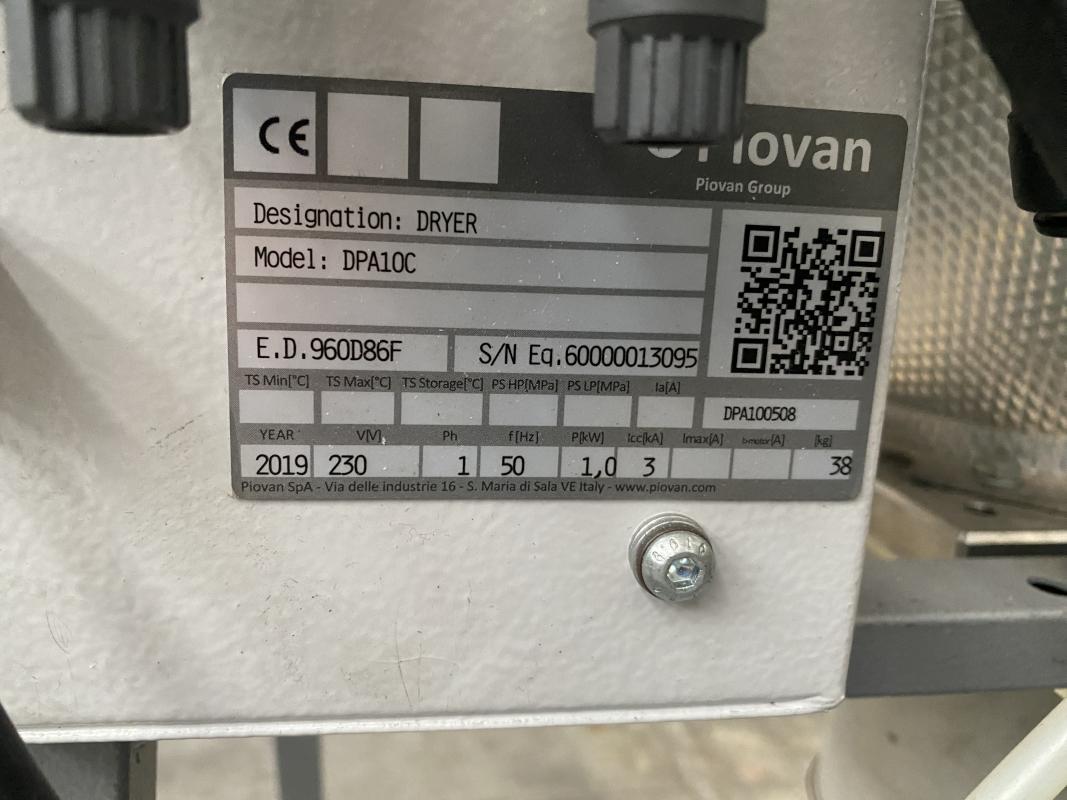 CE
Piovan
Piovan Group
Designation: DRYER
Model: DPA10C
E.D.960D86F S/N Eq.60000013095
TS Min[°C] TS Max[°C] TS Storage[°C] PS HP[MPa] PS LP[MPa] Ia[A]
DPA100508
YEAR V[V] Ph f[Hz] P[kW] Icc[kA] Imax[A] [kg]
2019 230 1 50 1,0 3 38
Piovan SpA - Via delle industrie 16 - S. Maria di Sala VE Italy - www.piovan.com